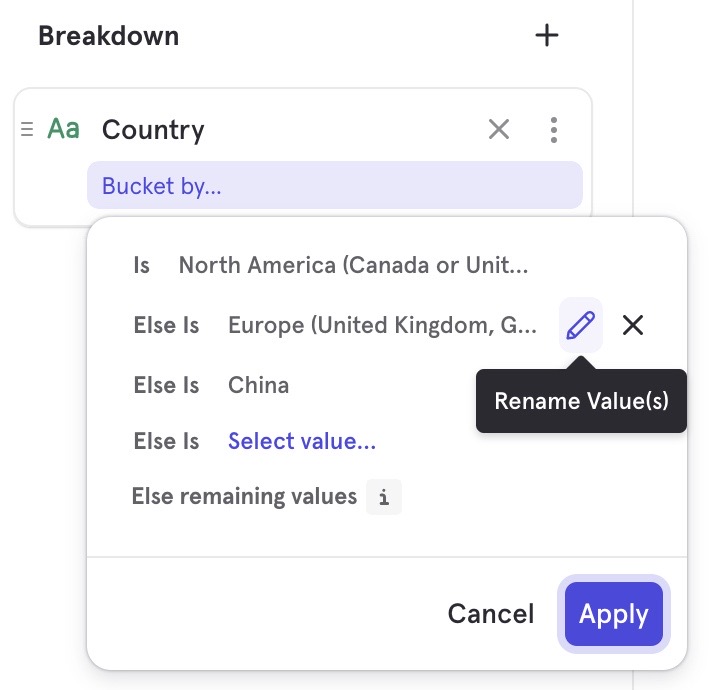 Breakdown
Aa Country
Bucket by...
Is North America (Canada or Unit...
Else Is Europe (United Kingdom, G...
Else Is China
Rename Value(s)
Else Is Select value...
Else remaining values i
Cancel Apply